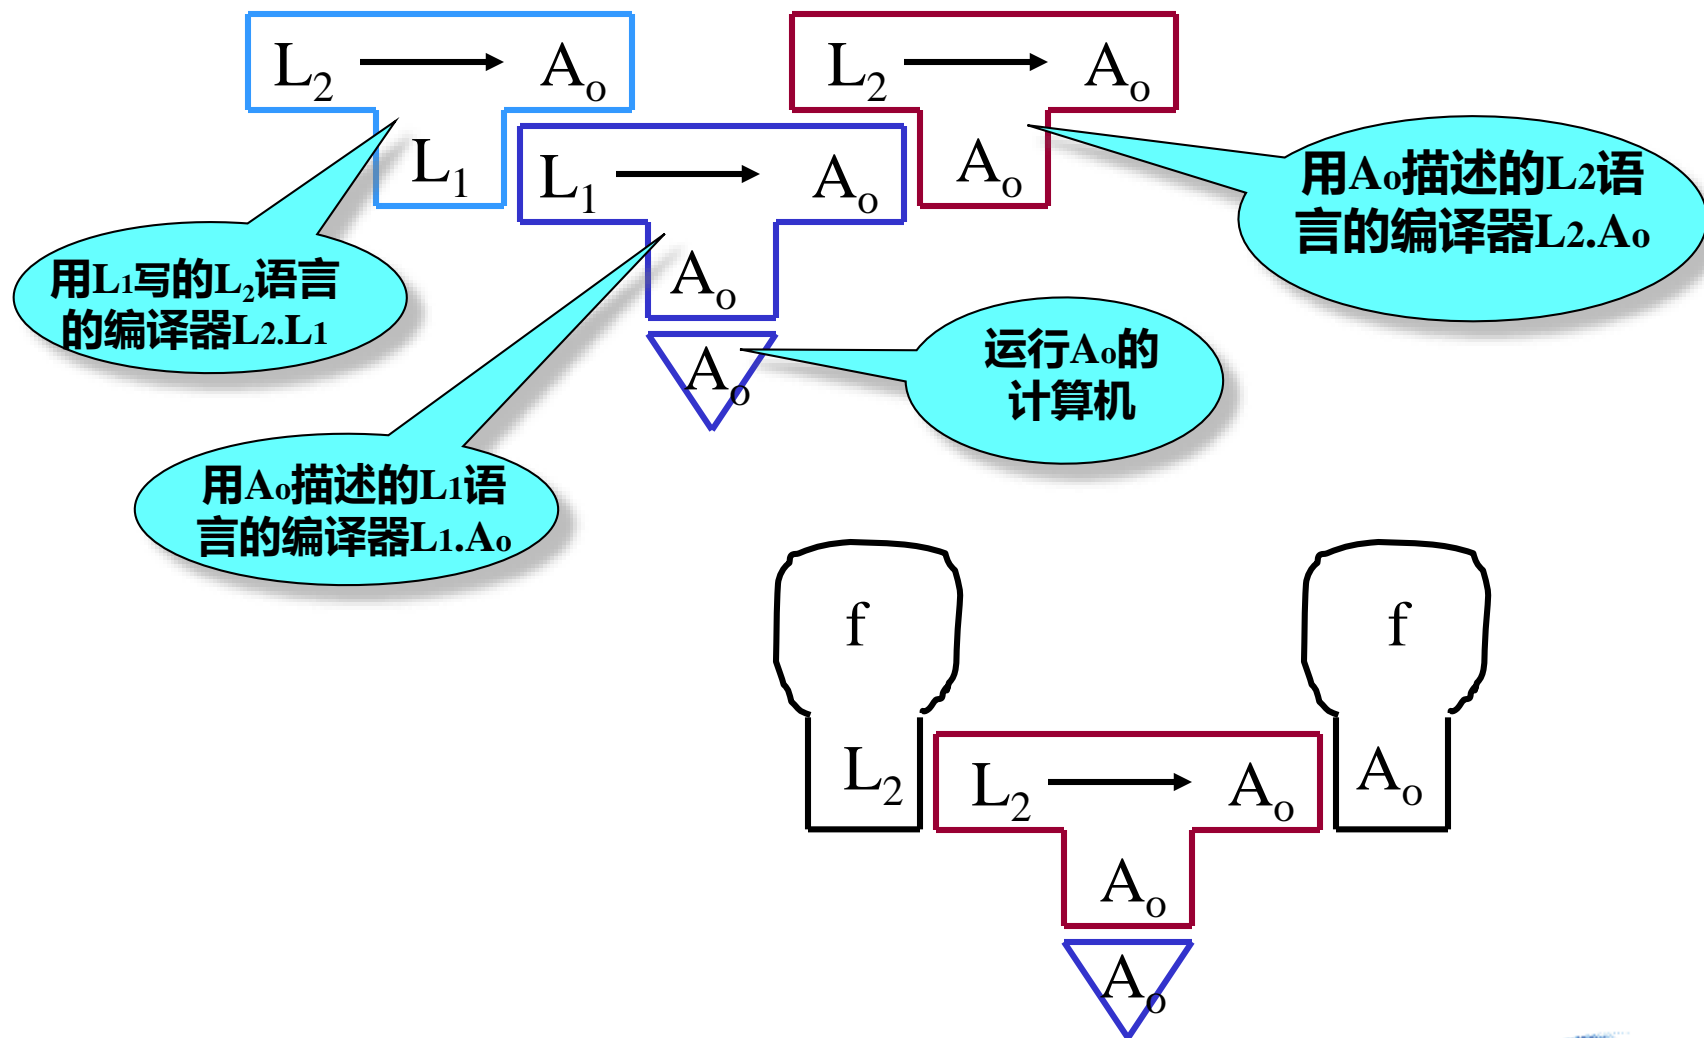 L₂ → Aₒ
L₂ → Aₒ
L₁
L₁ → Aₒ
Aₒ
Aₒ
Aₒ
用L1写的L₂语言
的编译器L2.L1
用Ao描述的L2语
言的编译器L2.Ao
运行Ao的
计算机
用Ao描述的L1语
言的编译器L1.Ao
f
f
L₂
L₂ → Aₒ
Aₒ
Aₒ
Aₒ